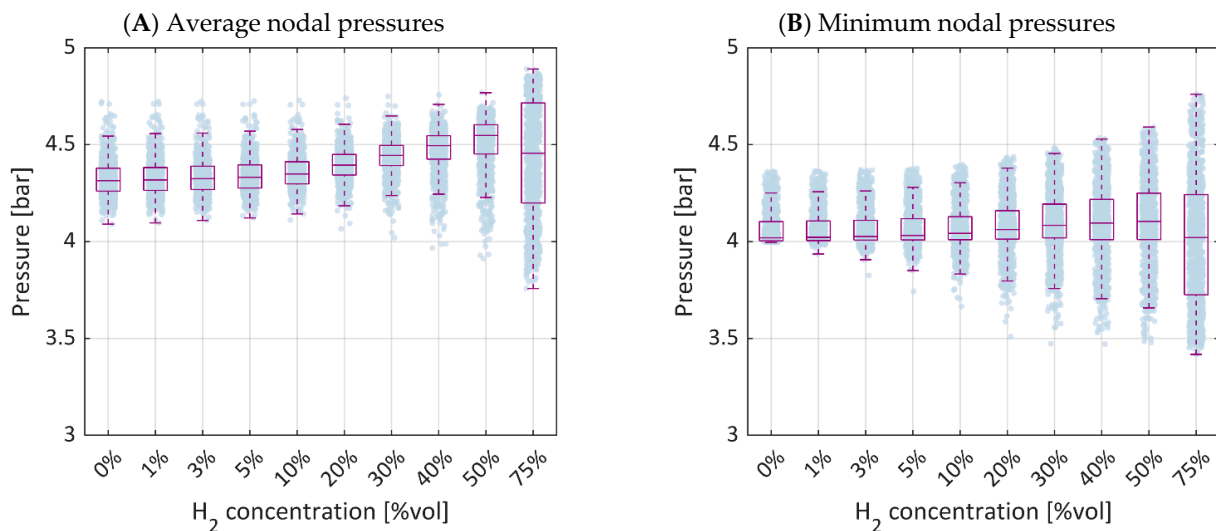 (A) Average nodal pressures
5
4.5
4
3.5
3
Pressure [bar]
0% 1% 3% 5% 10% 20% 30% 40% 50% 75%
H₂ concentration [%vol]
(B) Minimum nodal pressures
5
4.5
4
3.5
3
Pressure [bar]
0% 1% 3% 5% 10% 20% 30% 40% 50% 75%
H₂ concentration [%vol]